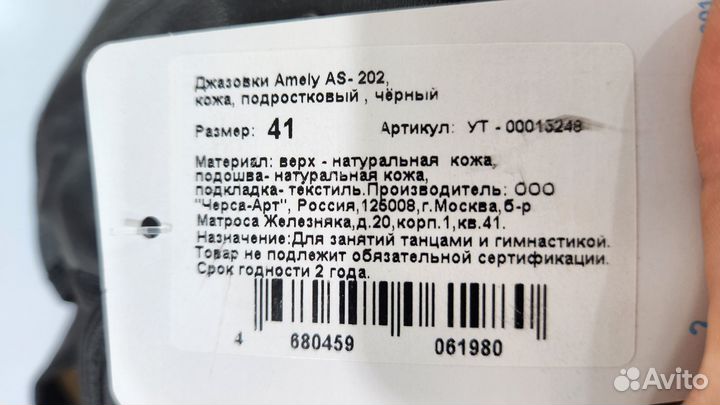 Джазовки Amely AS- 202,
кожа, подростковый , чёрный
Размер: 41 Артикул: УТ - 00013248
Материал: верх - натуральная кожа,
подошва- натуральная кожа,
подкладка- текстиль.Производитель: ООО
"Черса-Арт", Россия,125008,г.Москва,б-р
Матроса Железняка,д.20,корп.1,кв.41.
Назначение:Для занятий танцами и гимнастикой.
Товар не подлежит обязательной сертификации.
Срок годности 2 года.
4 680459 061980
Avito